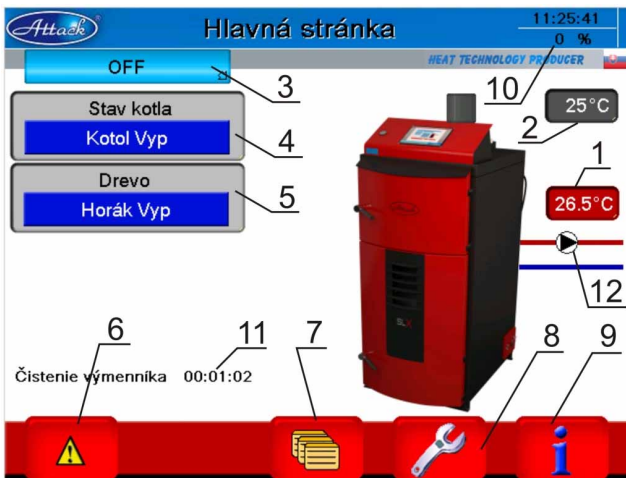 Attack
Hlavná stránka
11:25:41
0 %
HEAT TECHNOLOGY PRODUCER
OFF
3
10
25°C
Stav kotla
2
Kotol Vyp
4
1
Drevo
5
26.5°C
Horák Vyp
Attack
12
SLX
6
11
7
8
9
Čistenie výmenníka 00:01:02